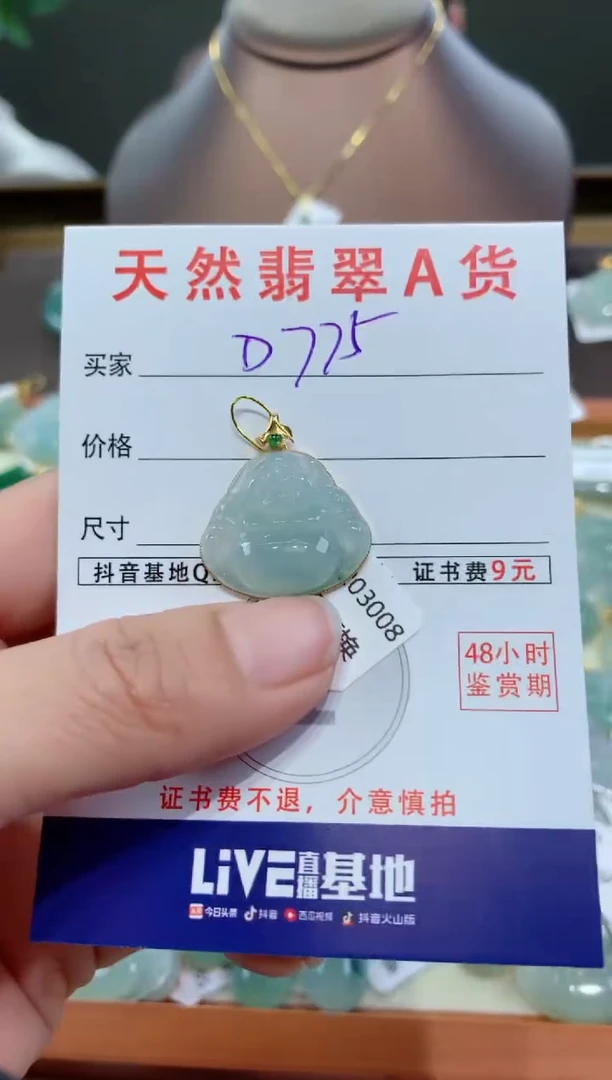 天然翡翠A货
买家 D775
价格
尺寸
抖音基地Q 证书费9元
03008
换
48小时
鉴赏期
证书费不退，介意慎拍
LIVE直播基地
今日头条 抖音 西瓜视频 抖音火山版